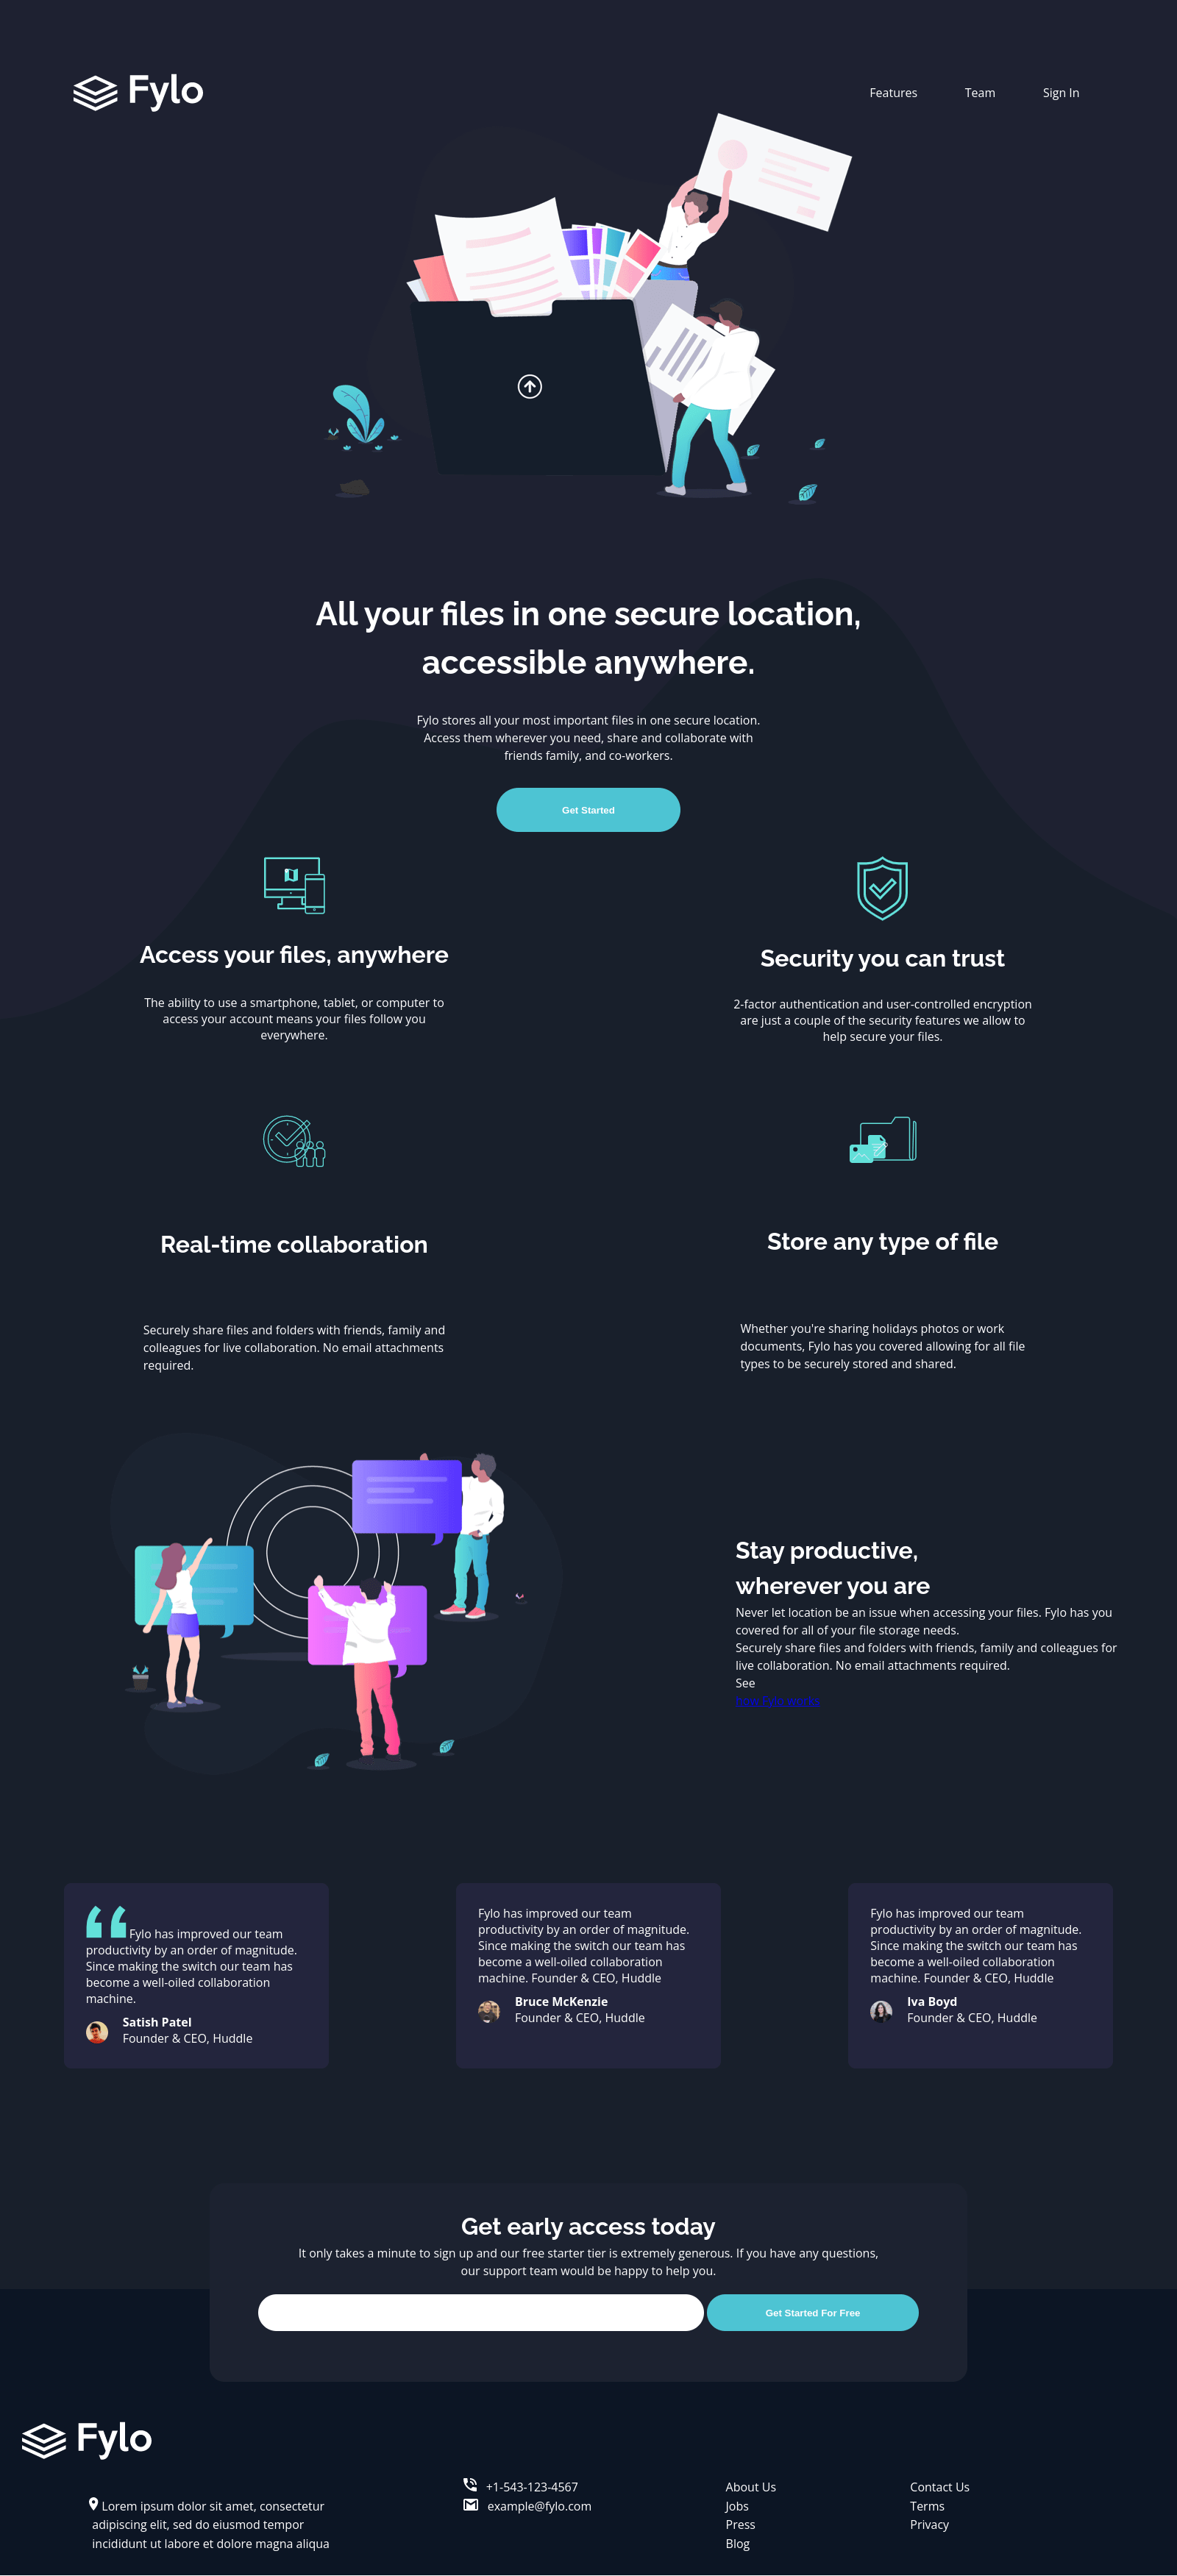 Fylo
Features
Team
Sign In
All your files in one secure location,
accessible anywhere.
Fylo stores all your most important files in one secure location.
Access them wherever you need, share and collaborate with
friends family, and co-workers.
Get Started
Access your files, anywhere
The ability to use a smartphone, tablet, or computer to
access your account means your files follow you
everywhere.
Security you can trust
2-factor authentication and user-controlled encryption
are just a couple of the security features we allow to
help secure your files.
Real-time collaboration
Securely share files and folders with friends, family and
colleagues for live collaboration. No email attachments
required.
Store any type of file
Whether you're sharing holidays photos or work
documents, Fylo has you covered allowing for all file
types to be securely stored and shared.
Stay productive,
wherever you are
Never let location be an issue when accessing your files. Fylo has you
covered for all of your file storage needs.
Securely share files and folders with friends, family and colleagues for
live collaboration. No email attachments required.
See
how Fylo works
Fylo has improved our team
productivity by an order of magnitude.
Since making the switch our team has
become a well-oiled collaboration
machine.
Satish Patel
Founder & CEO, Huddle
Fylo has improved our team
productivity by an order of magnitude.
Since making the switch our team has
become a well-oiled collaboration
machine. Founder & CEO, Huddle
Bruce McKenzie
Founder & CEO, Huddle
Fylo has improved our team
productivity by an order of magnitude.
Since making the switch our team has
become a well-oiled collaboration
machine. Founder & CEO, Huddle
Iva Boyd
Founder & CEO, Huddle
Get early access today
It only takes a minute to sign up and our free starter tier is extremely generous. If you have any questions,
our support team would be happy to help you.
Get Started For Free
Fylo
Lorem ipsum dolor sit amet, consectetur
adipiscing elit, sed do eiusmod tempor
incididunt ut labore et dolore magna aliqua
+1-543-123-4567
example@fylo.com
About Us
Jobs
Press
Blog
Contact Us
Terms
Privacy